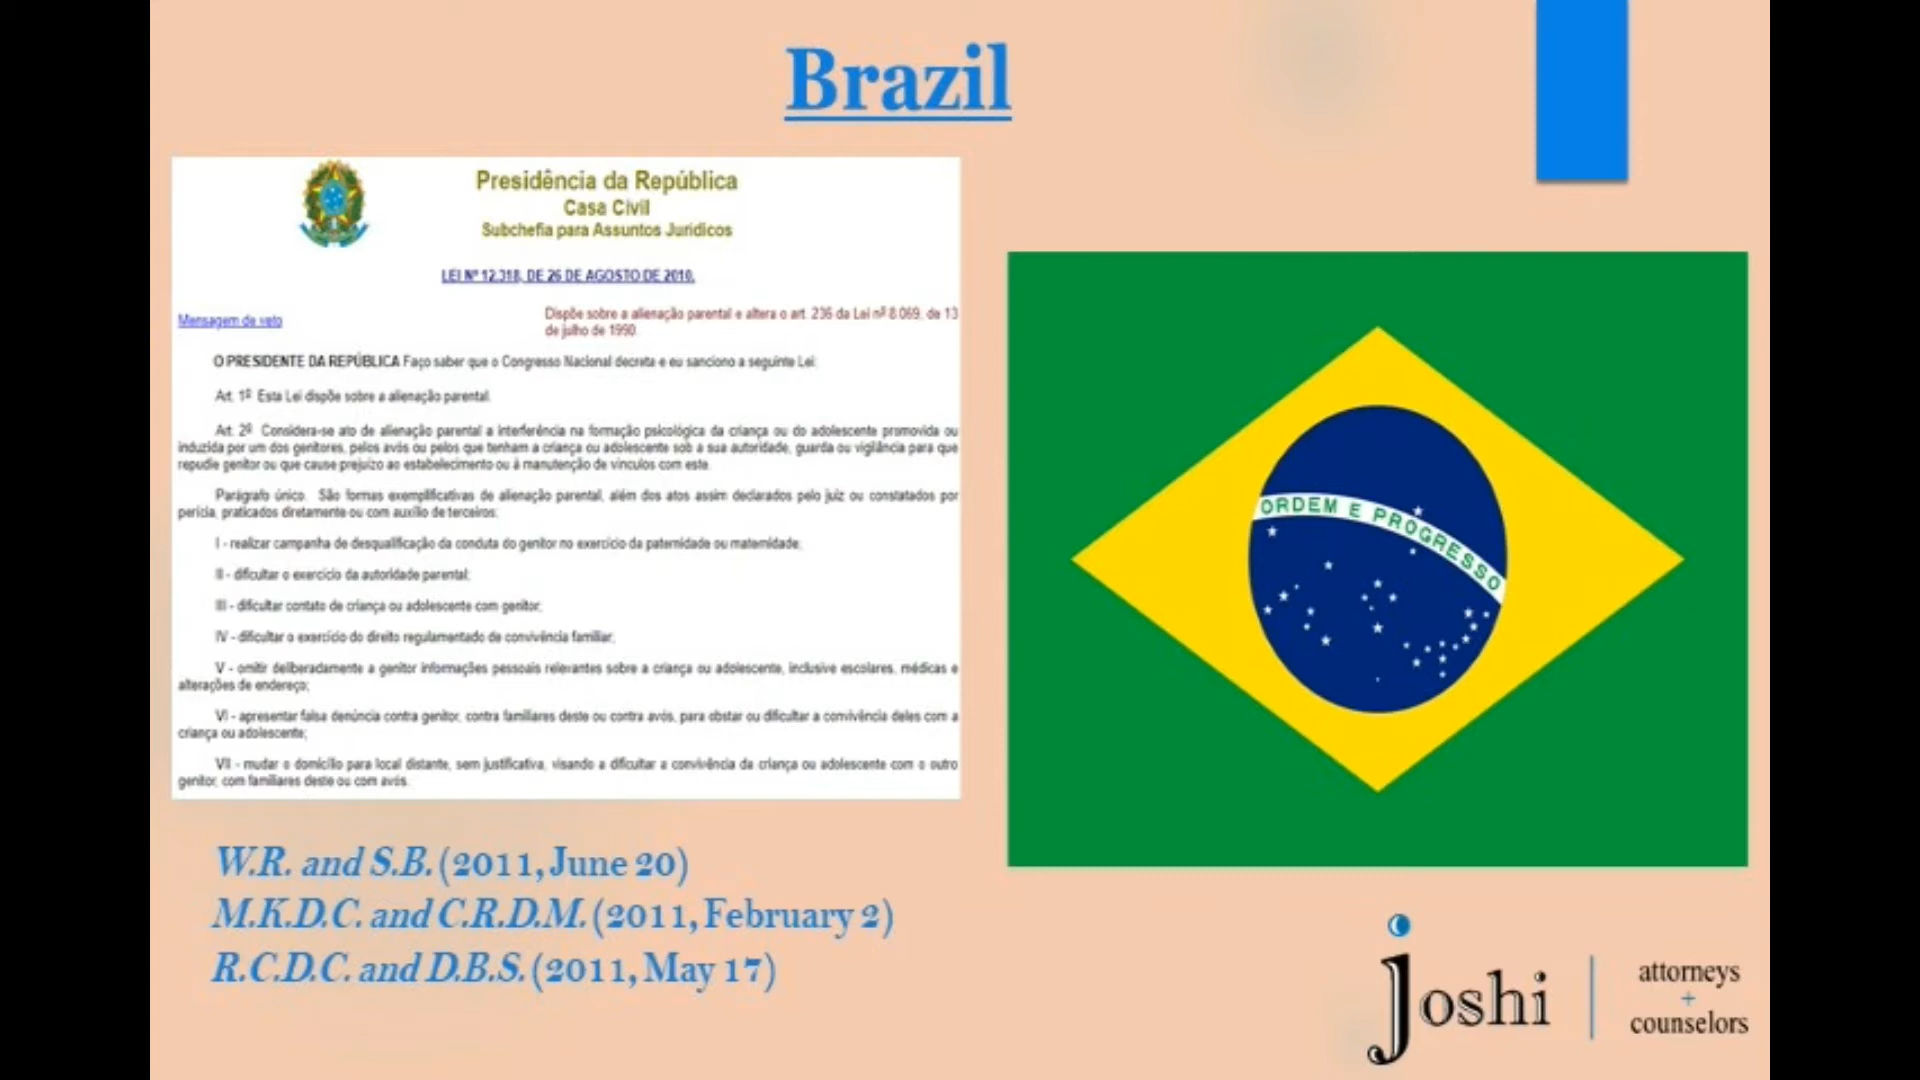 Brazil
Presidência da República
Casa Civil
Subchefia para Assuntos Jurídicos
LEI Nº 12.318, DE 26 DE AGOSTO DE 2010.
Mensagem de veto
Dispõe sobre a alienação parental e altera o art. 236 da Lei nº 8.069, de 13
de julho de 1990.
O PRESIDENTE DA REPÚBLICA Faço saber que o Congresso Nacional decreta e eu sanciono a seguinte Lei:
Art. 1º Esta Lei dispõe sobre a alienação parental.
Art. 2º Considera-se ato de alienação parental a interferência na formação psicológica da criança ou do adolescente promovida ou
induzida por um dos genitores, pelos avós ou pelos que tenham a criança ou adolescente sob a sua autoridade, guarda ou vigilância para que
repudie genitor ou que cause prejuízo ao estabelecimento ou à manutenção de vínculos com este.
Parágrafo único. São formas exemplificativas de alienação parental, além dos atos assim declarados pelo juiz ou constatados por
perícia, praticados diretamente ou com auxílio de terceiros:
I - realizar campanha de desqualificação da conduta do genitor no exercício da paternidade ou maternidade;
II - dificultar o exercício da autoridade parental;
III - dificultar contato de criança ou adolescente com genitor;
IV - dificultar o exercício do direito regulamentado de convivência familiar;
V - omitir deliberadamente a genitor informações pessoais relevantes sobre a criança ou adolescente, inclusive escolares, médicas e
alterações de endereço;
VI - apresentar falsa denúncia contra genitor, contra familiares deste ou contra avós, para obstar ou dificultar a convivência deles com a
criança ou adolescente;
VII - mudar o domicílio para local distante, sem justificativa, visando a dificultar a convivência da criança ou adolescente com o outro
genitor, com familiares deste ou com avós.
ORDEM E PROGRESSO
W.R. and S.B. (2011, June 20)
M.K.D.C. and C.R.D.M. (2011, February 2)
R.C.D.C. and D.B.S. (2011, May 17)
Joshi
attorneys
+
counselors